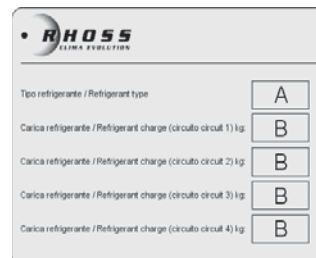 RHOSS
CLIMA EVOLUTION
Tipo refrigerante / Refrigerant type A
Carica refrigerante / Refrigerant charge (circuito circuit 1) kg: B
Carica refrigerante / Refrigerant charge (circuito circuit 2) kg: B
Carica refrigerante / Refrigerant charge (circuito circuit 3) kg: B
Carica refrigerante / Refrigerant charge (circuito circuit 4) kg: B